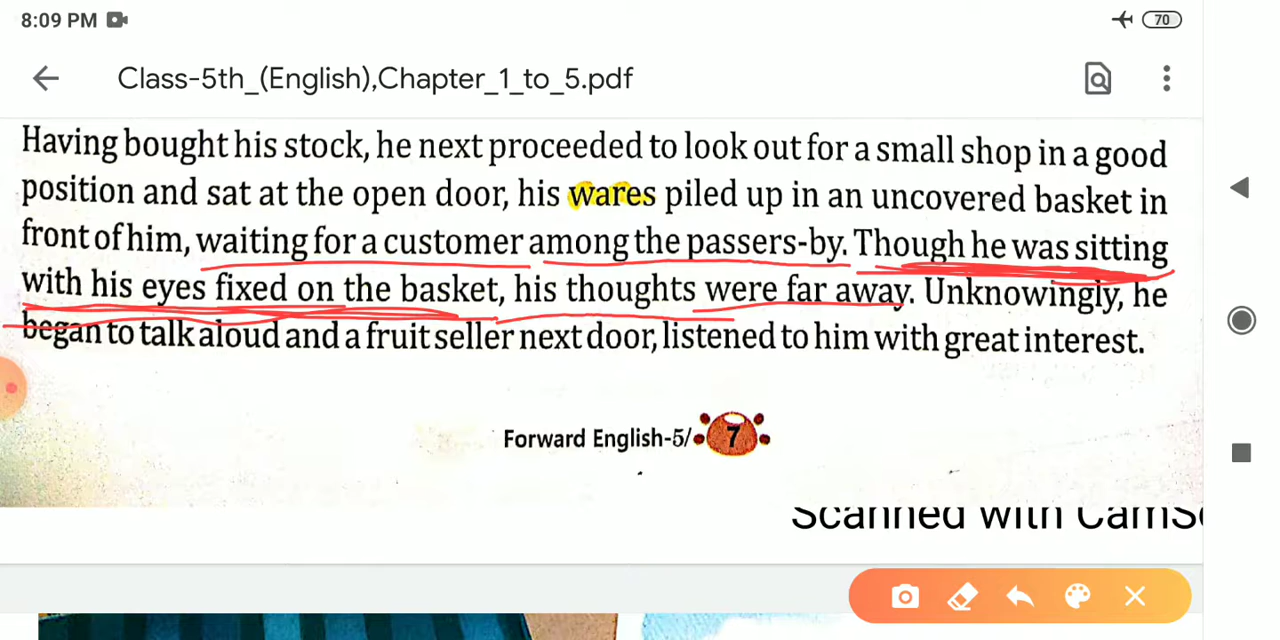 8:09 PM
70
Class-5th_(English),Chapter_1_to_5.pdf
Having bought his stock, he next proceeded to look out for a small shop in a good
position and sat at the open door, his wares piled up in an uncovered basket in
front of him, waiting for a customer among the passers-by. Though he was sitting
with his eyes fixed on the basket, his thoughts were far away. Unknowingly, he
began to talk aloud and a fruit seller next door, listened to him with great interest.
Forward English-5/ 7
Scanned with